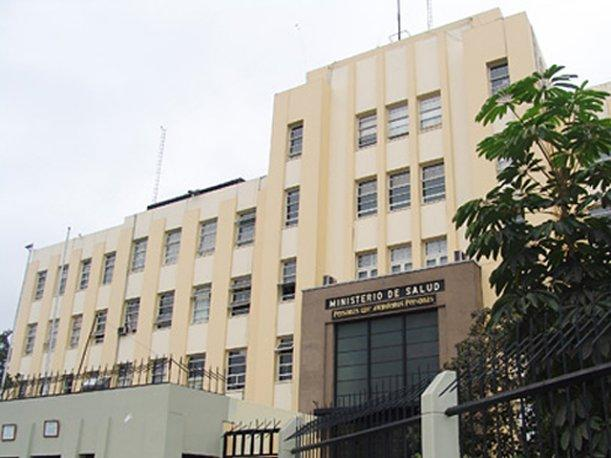 MINISTERIO DE SALUD
Personas que atendemos Personas